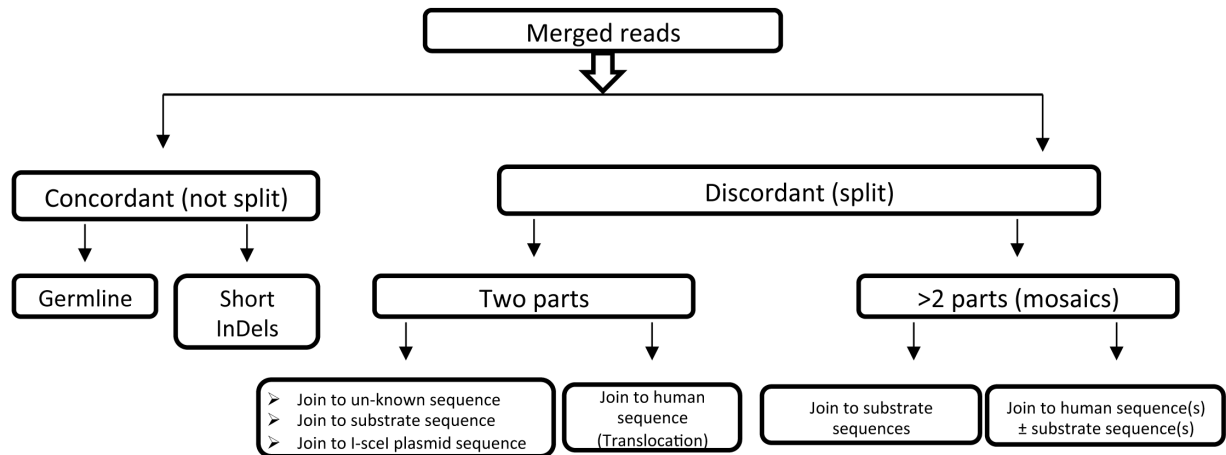 Merged reads
Concordant (not split)
Discordant (split)
Germline
Short
InDels
Two parts
>2 parts (mosaics)
➢ Join to un-known sequence
➢ Join to substrate sequence
➢ Join to I-sceI plasmid sequence
Join to human
sequence
(Translocation)
Join to substrate
sequences
Join to human sequence(s)
± substrate sequence(s)